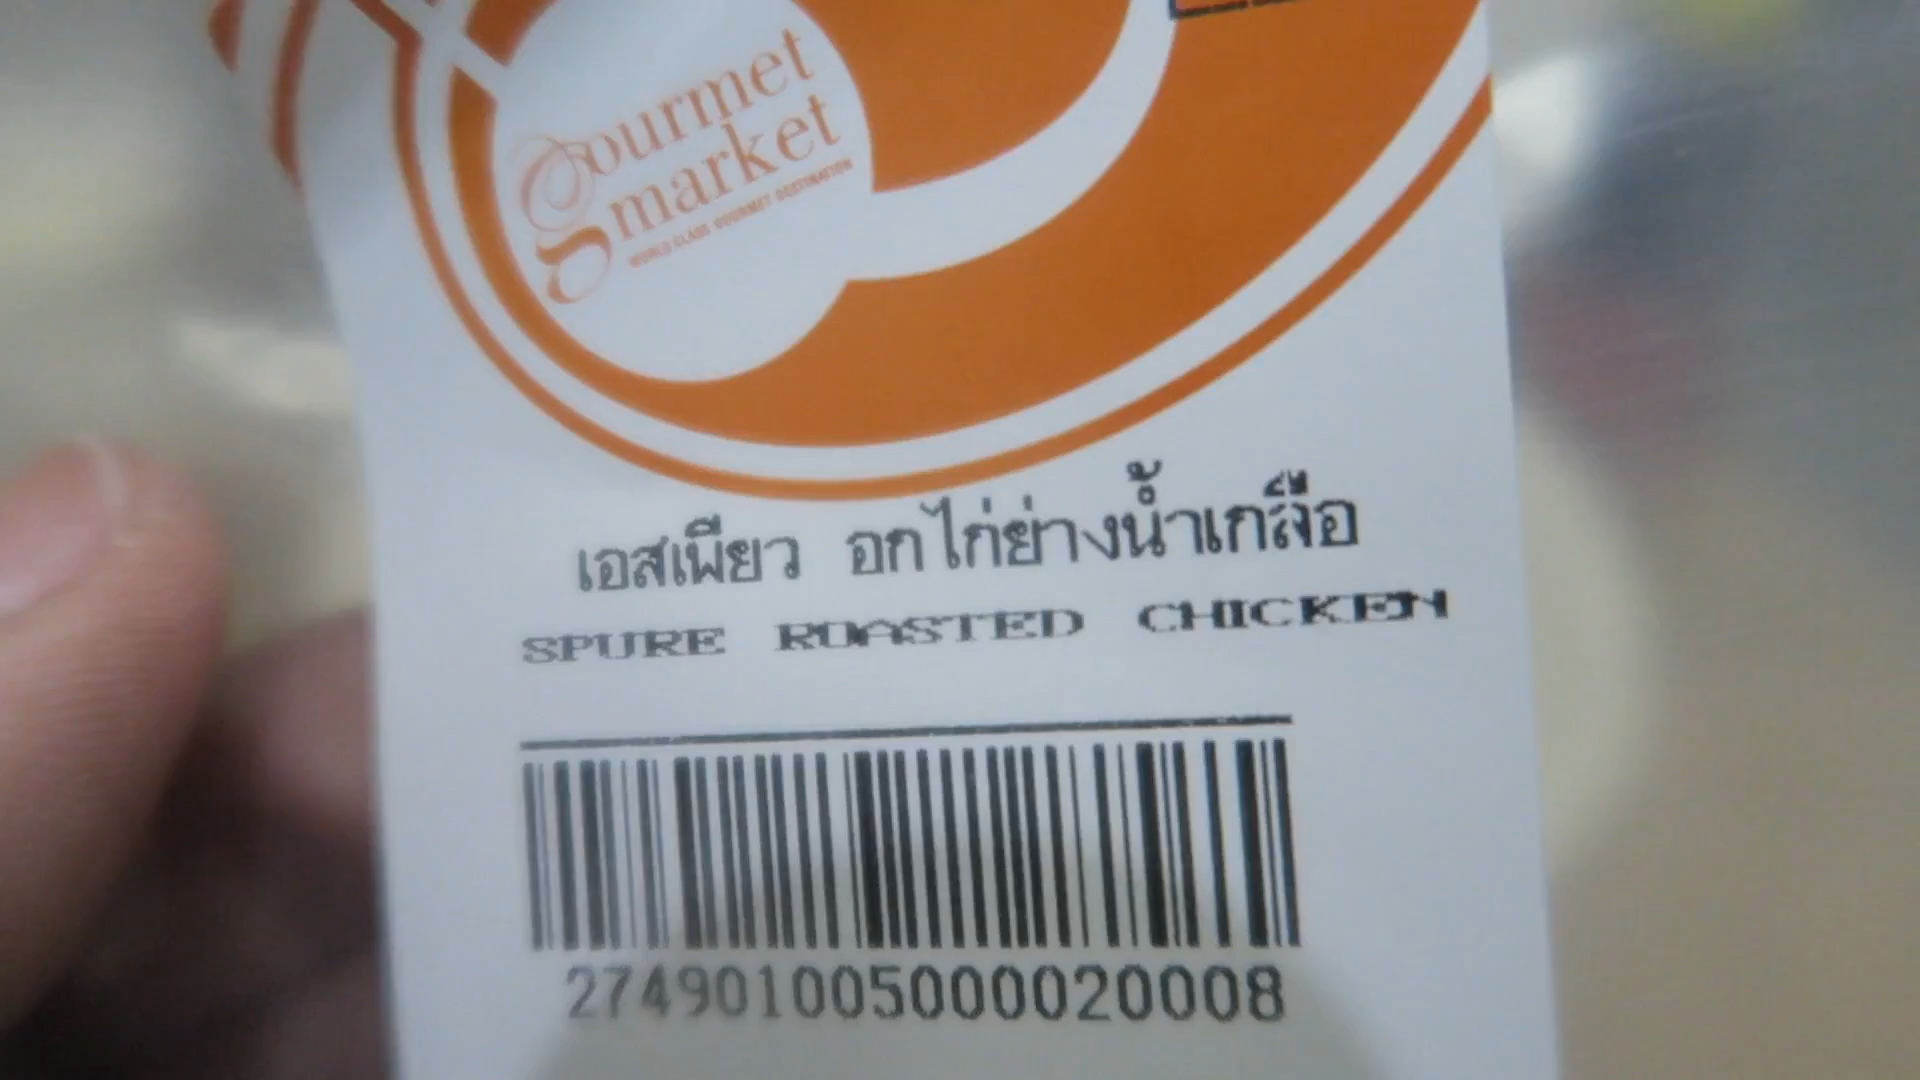 Gourmet
market
WORLD CLASS GOURMET DESTINATION
เอสเพียว อกไก่ย่างน้ำเกลือ
SPURE ROASTED CHICKEN
274901005000020008